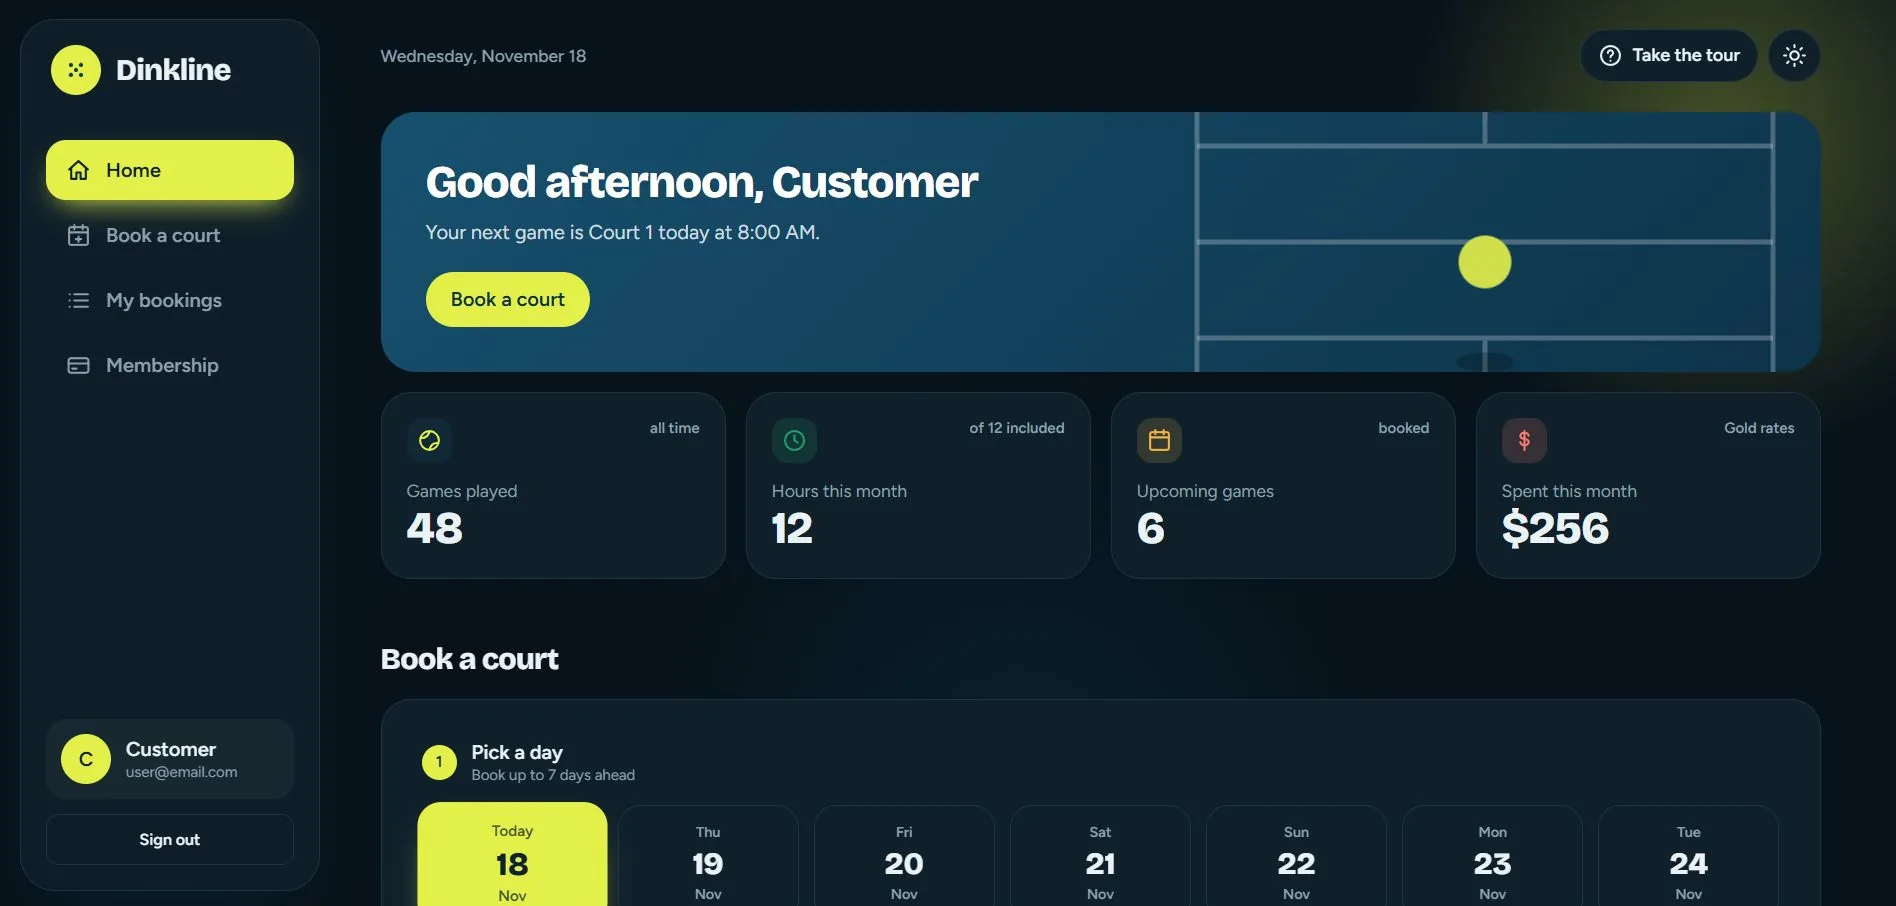 Dinkline
Home
Book a court
My bookings
Membership
Customer
C
user@email.com
Sign out
Wednesday, November 18
Take the tour
Good afternoon, Customer
Your next game is Court 1 today at 8:00 AM.
Book a court
all time
Games played
48
of 12 included
Hours this month
12
booked
Upcoming games
6
$
Gold rates
Spent this month
$256
Book a court
1
Pick a day
Book up to 7 days ahead
Today
18
Nov
Thu
19
Nov
Fri
20
Nov
Sat
21
Nov
Sun
22
Nov
Mon
23
Nov
Tue
24
Nov